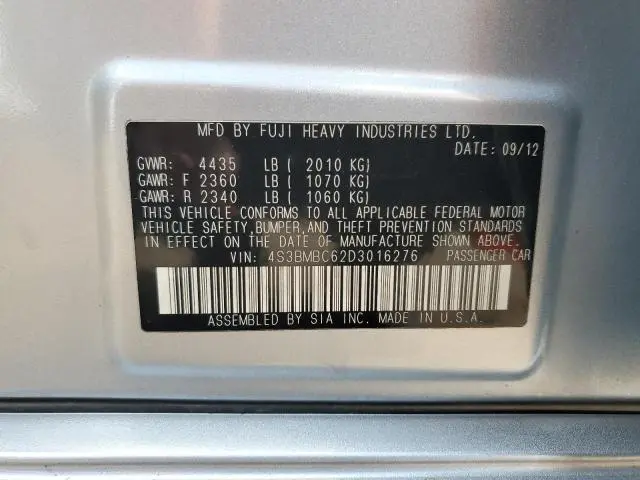 MFD BY FUJI HEAVY INDUSTRIES LTD.
DATE: 09/12
GVWR: 4435 LB ( 2010 KG)
GAWR: F 2360 LB ( 1070 KG)
GAWR: R 2340 LB ( 1060 KG)
THIS VEHICLE CONFORMS TO ALL APPLICABLE FEDERAL MOTOR
VEHICLE SAFETY,BUMPER,AND THEFT PREVENTION STANDARDS
IN EFFECT ON THE DATE OF MANUFACTURE SHOWN ABOVE.
VIN: 4S3BMBC62D3016276 PASSENGER CAR
ASSEMBLED BY SIA INC. MADE IN U.S.A.